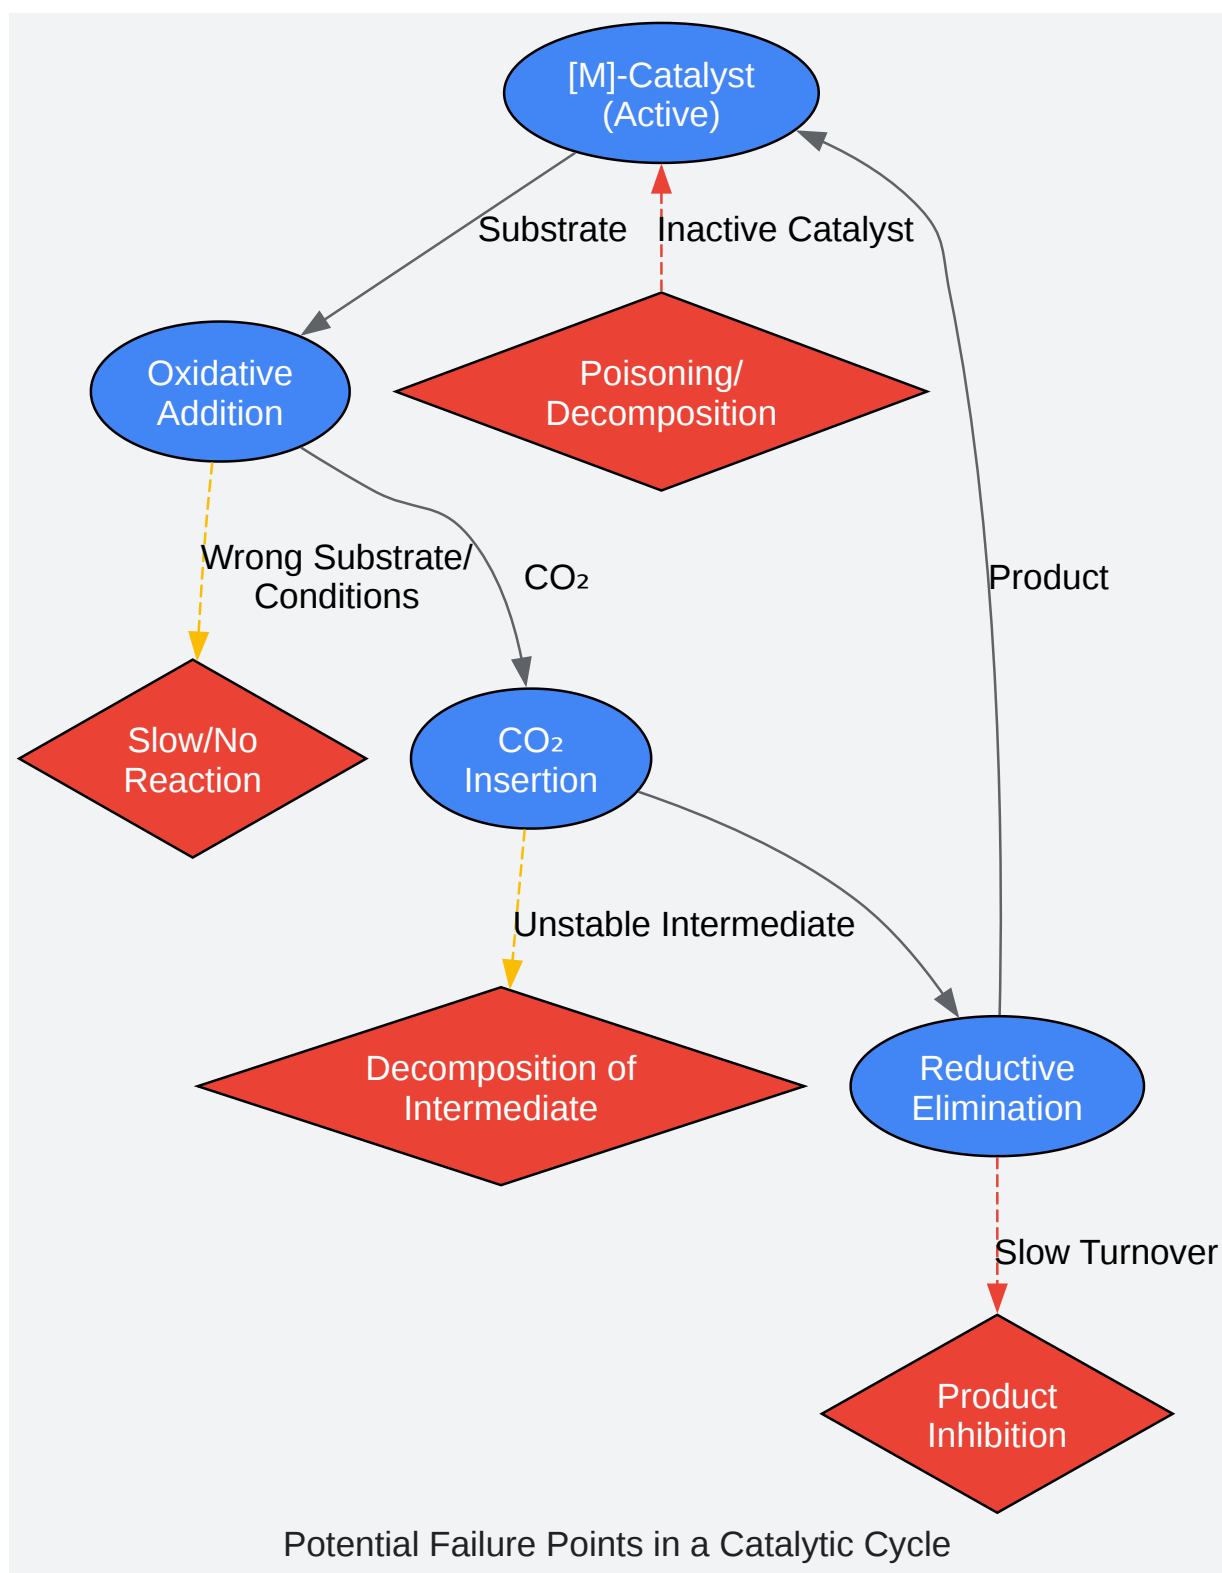 [M]-Catalyst
(Active)
Substrate
Inactive Catalyst
Oxidative
Addition
Poisoning/
Decomposition
Wrong Substrate/
Conditions
CO₂
Product
Slow/No
Reaction
CO₂
Insertion
Unstable Intermediate
Decomposition of
Intermediate
Reductive
Elimination
Slow Turnover
Product
Inhibition
Potential Failure Points in a Catalytic Cycle